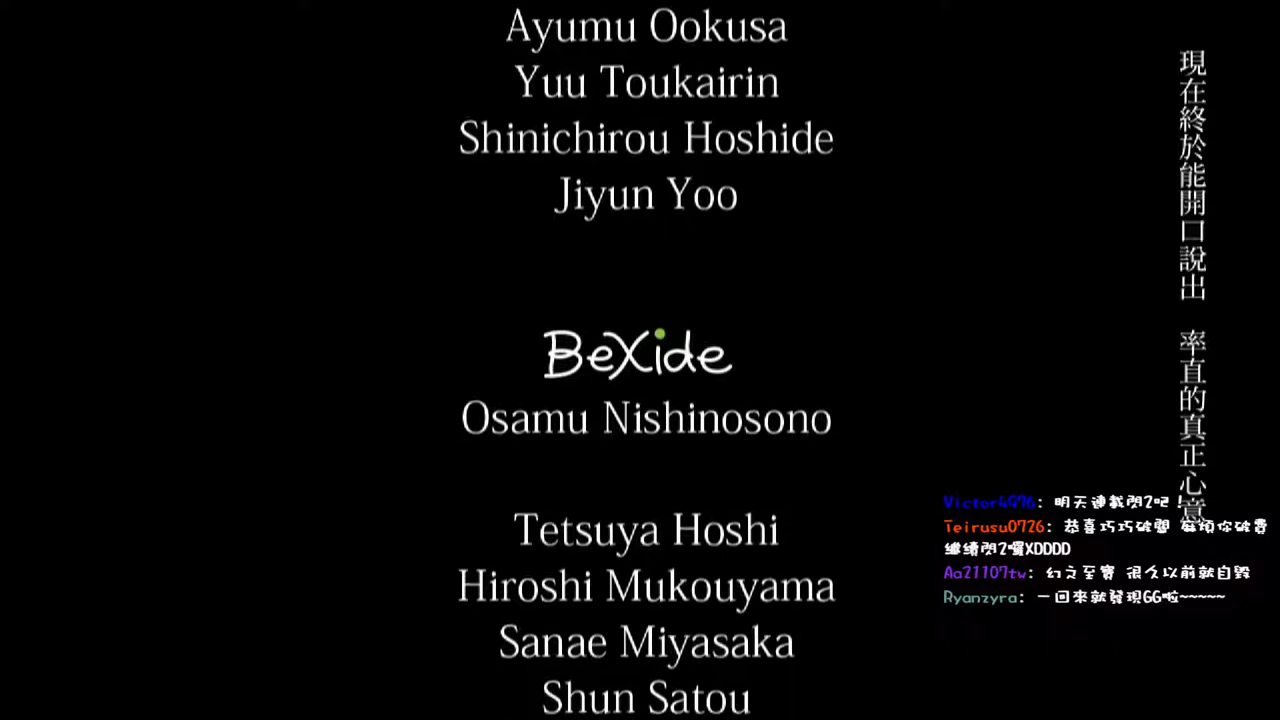 Ayumu Ookusa
Yuu Toukairin
Shinichirou Hoshide
Jiyun Yoo
BeXide
Osamu Nishinosono
Tetsuya Hoshi
Hiroshi Mukouyama
Sanae Miyasaka
Shun Satou
現在終於能開口說出 率直的真正心意
Victor4976: 明天連載閃2吧!
Teirusu0726: 恭喜巧巧破關 麻煩你破費
繼續閃2囉XDDDD
Aa21107tw: 幻之至寶 很久以前就自毀
Ryanzyra: 一回來就發現GG啦~~~~~